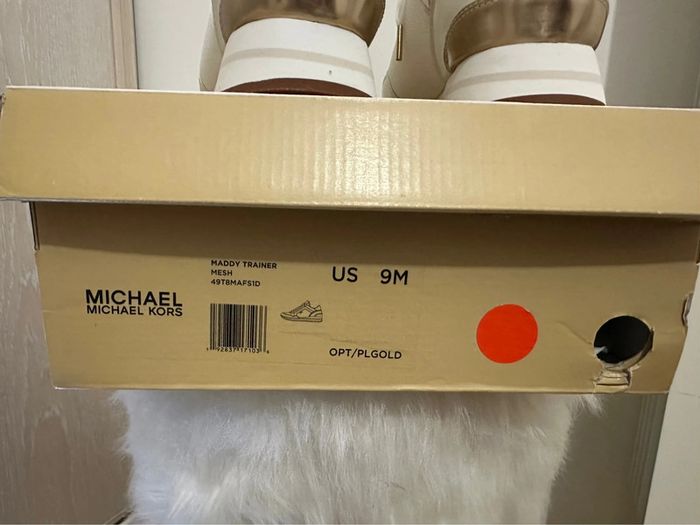 MADDY TRAINER
MESH
49T8MAFS1D
US 9M
MICHAEL
MICHAEL KORS
OPT/PLGOLD